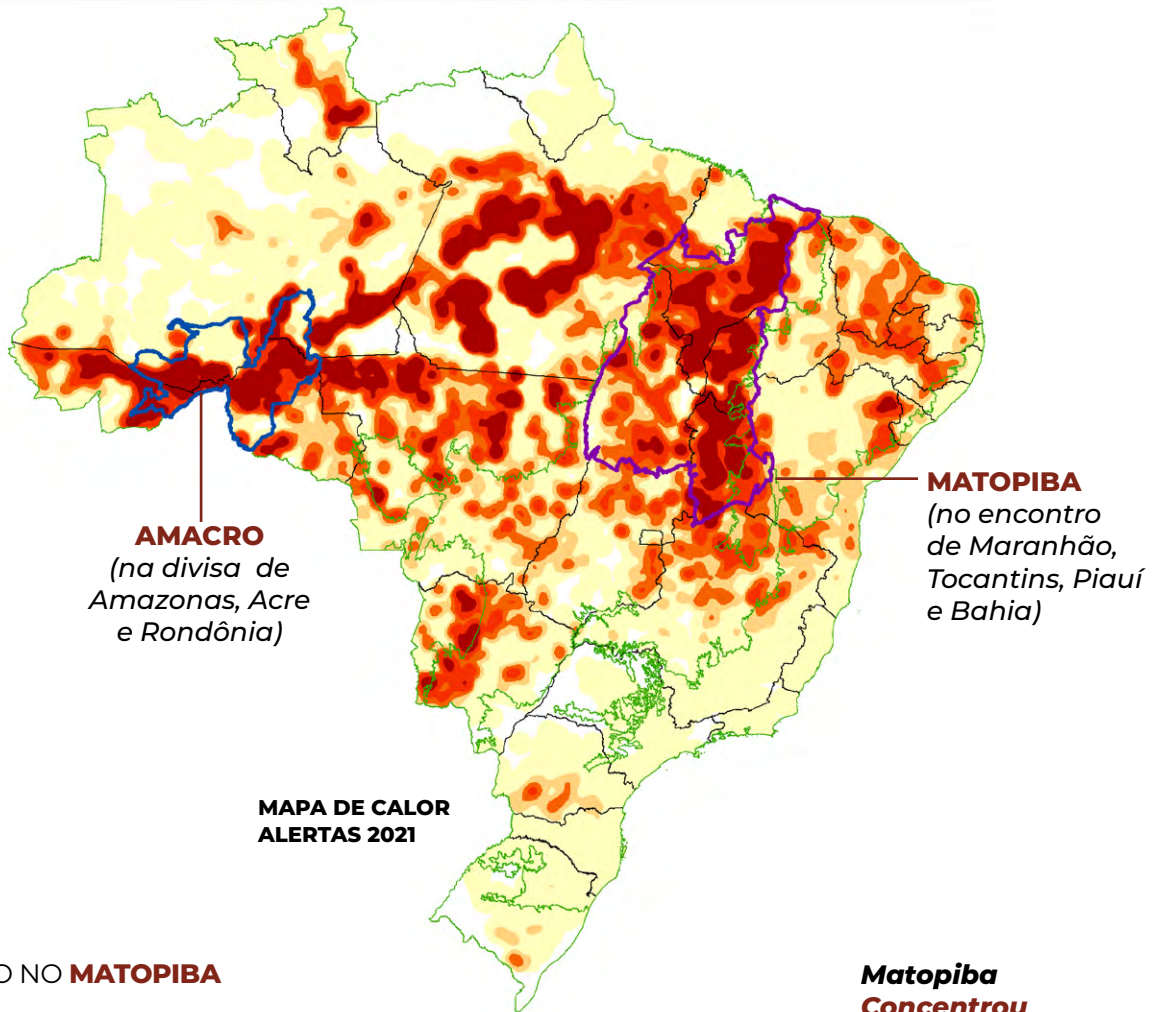 AMACRO
(na divisa de
Amazonas, Acre
e Rondônia)
MATOPIBA
(no encontro
de Maranhão,
Tocantins, Piauí
e Bahia)
MAPA DE CALOR
ALERTAS 2021
O NO MATOPIBA
Matopiba
Concentrou